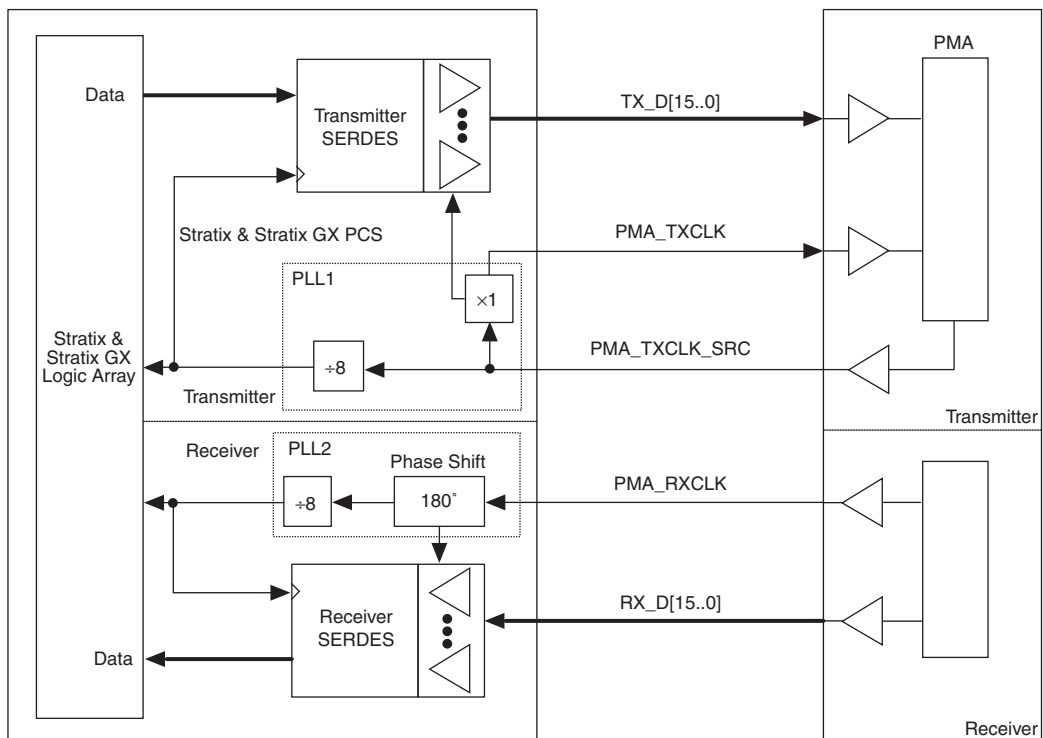 PMA
Data
Transmitter
SERDES
TX_D[15..0]
Stratix & Stratix GX PCS
PMA_TXCLK
PLL1
×1
Stratix &
Stratix GX
Logic Array
÷8
PMA_TXCLK_SRC
Transmitter
Transmitter
Receiver
PLL2
Phase Shift
÷8
180°
PMA_RXCLK
Receiver
SERDES
RX_D[15..0]
Data
Receiver